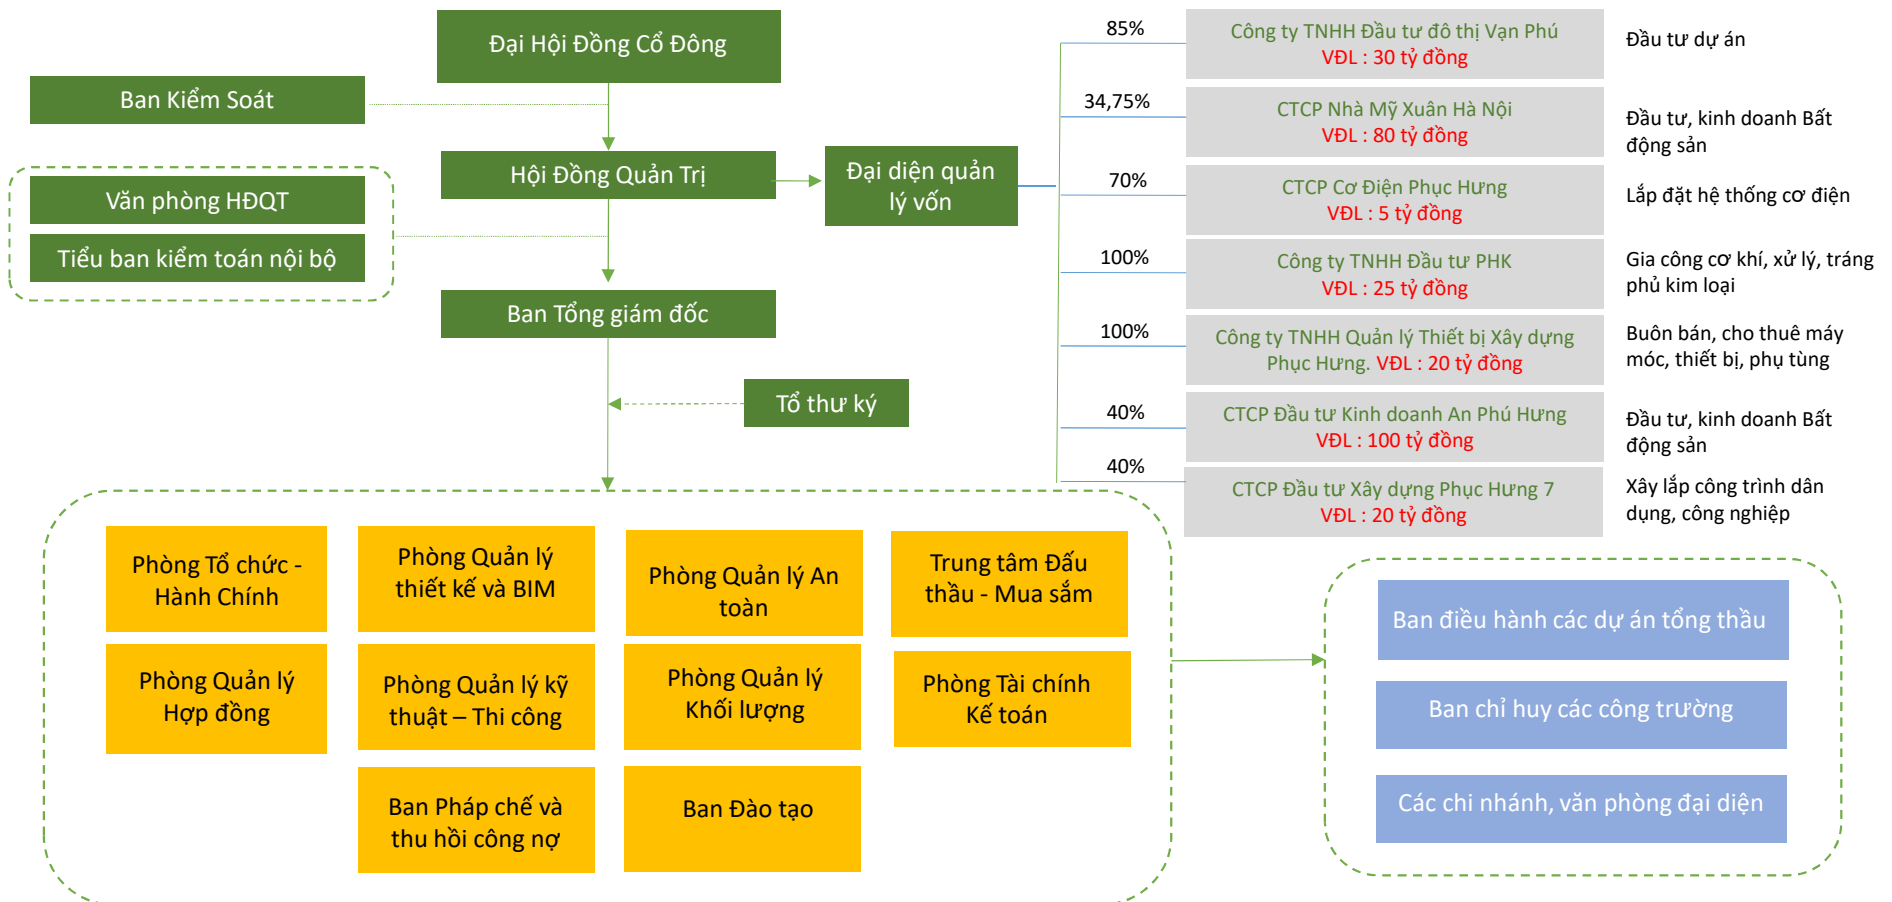 Đại Hội Đồng Cổ Đông
Ban Kiểm Soát
Hội Đồng Quản Trị
Văn phòng HĐQT
Tiểu ban kiểm toán nội bộ
Đại diện quản
lý vốn
Ban Tổng giám đốc
Tổ thư ký
85%
Công ty TNHH Đầu tư đô thị Vạn Phú
VĐL : 30 tỷ đồng
Đầu tư dự án
34,75%
CTCP Nhà Mỹ Xuân Hà Nội
VĐL : 80 tỷ đồng
Đầu tư, kinh doanh Bất
động sản
70%
CTCP Cơ Điện Phục Hưng
VĐL : 5 tỷ đồng
Lắp đặt hệ thống cơ điện
100%
Công ty TNHH Đầu tư PHK
VĐL : 25 tỷ đồng
Gia công cơ khí, xử lý, tráng
phủ kim loại
100%
Công ty TNHH Quản lý Thiết bị Xây dựng
Phục Hưng. VĐL : 20 tỷ đồng
Buôn bán, cho thuê máy
móc, thiết bị, phụ tùng
40%
CTCP Đầu tư Kinh doanh An Phú Hưng
VĐL : 100 tỷ đồng
Đầu tư, kinh doanh Bất
động sản
40%
CTCP Đầu tư Xây dựng Phục Hưng 7
VĐL : 20 tỷ đồng
Xây lắp công trình dân
dụng, công nghiệp
Phòng Tổ chức -
Hành Chính
Phòng Quản lý
thiết kế và BIM
Phòng Quản lý An
toàn
Trung tâm Đấu
thầu - Mua sắm
Phòng Quản lý
Hợp đồng
Phòng Quản lý kỹ
thuật – Thi công
Phòng Quản lý
Khối lượng
Phòng Tài chính
Kế toán
Ban Pháp chế và
thu hồi công nợ
Ban Đào tạo
Ban điều hành các dự án tổng thầu
Ban chỉ huy các công trường
Các chi nhánh, văn phòng đại diện